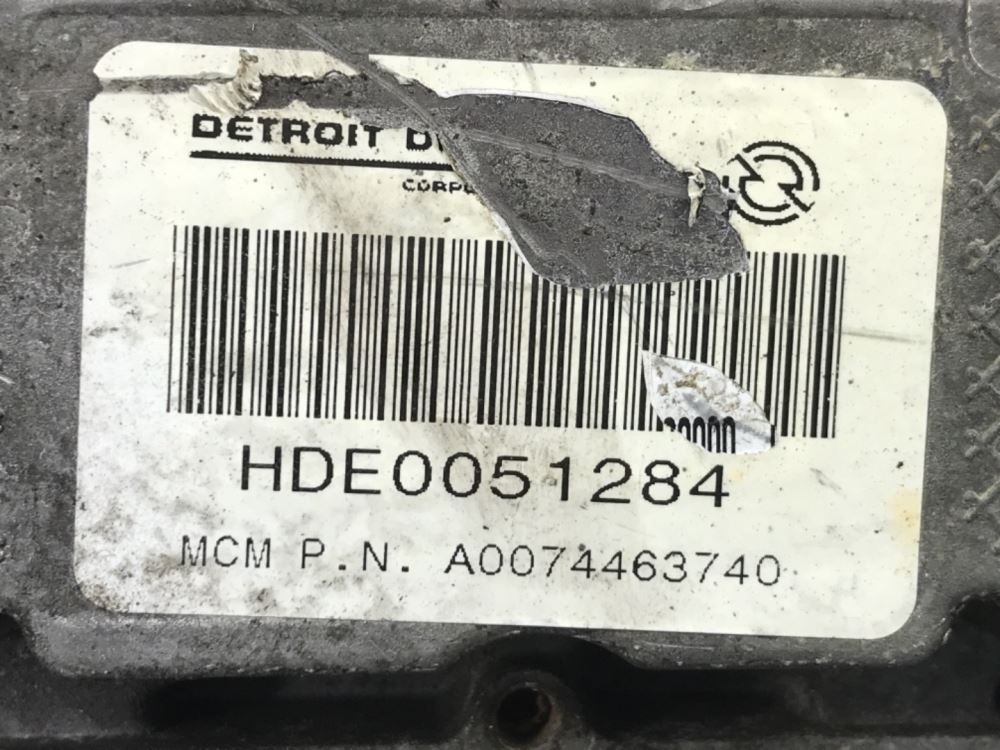 DETROIT D
CORP
HDE0051284
MCM P.N. A0074463740